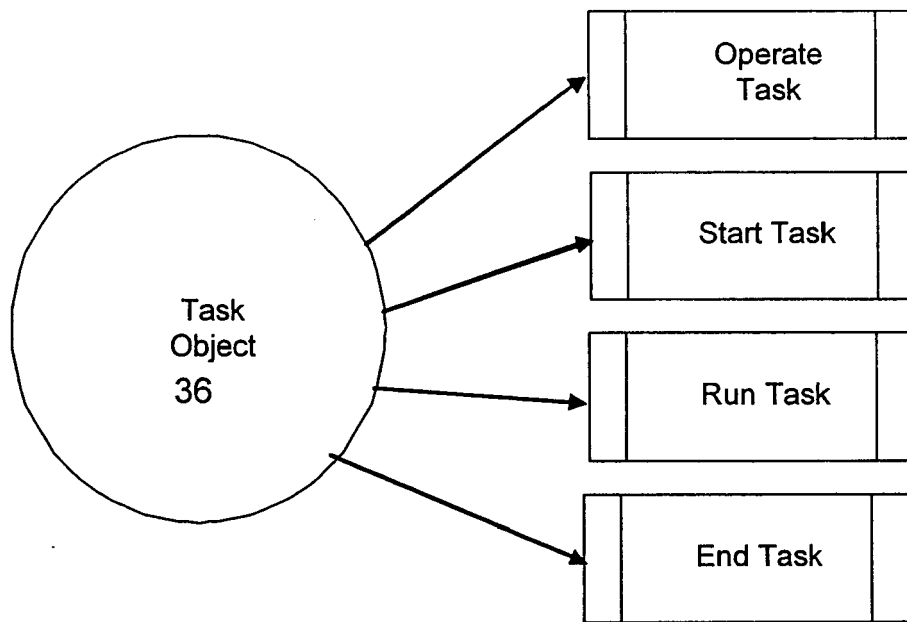 Operate
Task
Start Task
Task
Object
36
Run Task
End Task